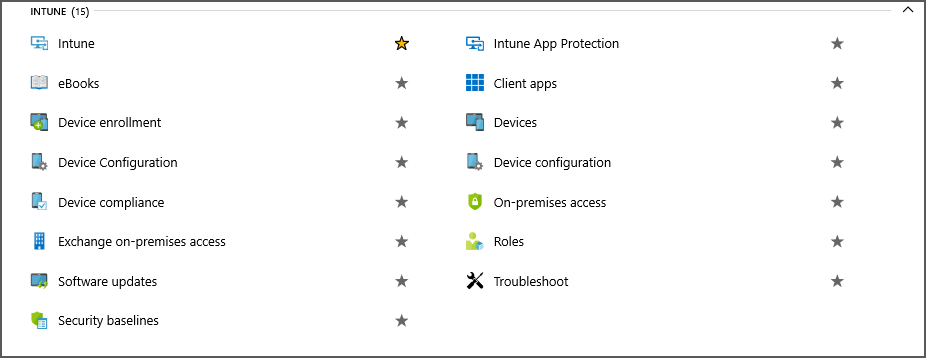 INTUNE (15)
Intune
Intune App Protection
eBooks
Client apps
Device enrollment
Devices
Device Configuration
Device configuration
Device compliance
On-premises access
Exchange on-premises access
Roles
Software updates
Troubleshoot
Security baselines